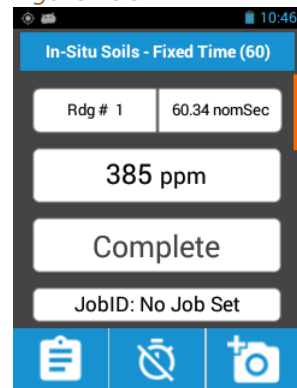 10:46
In-Situ Soils - Fixed Time (60)
Rdg # 1 60.34 nomSec
385 ppm
Complete
JobID: No Job Set